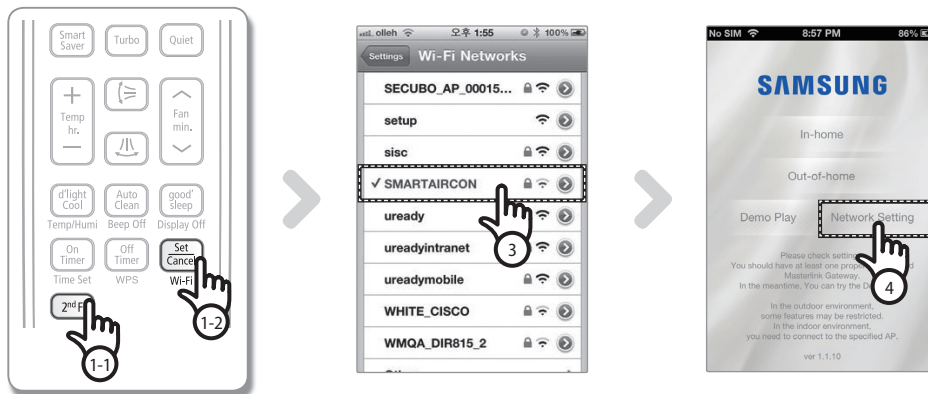 Smart
Saver
Turbo
Quiet
Temp
hr.
Fan
min.
d'light
Cool
Auto
Clean
good'
sleep
Temp/Humi
Beep Off
Display Off
On
Timer
Off
Timer
Set
Cancel
Time Set
WPS
Wi-Fi
2nd F
1-1
1-2
olleh
오후 1:55
100%
Settings
Wi-Fi Networks
SECUBO_AP_00015...
setup
sisc
✓ SMARTAIRCON
uready
ureadyintranet
ureadymobile
WHITE_CISCO
WMQA_DIR815_2
3
No SIM
8:57 PM
86%
SAMSUNG
In-home
Out-of-home
Demo Play
Network Setting
Please check setting
You should have at least one
Masterlink Gateway.
In the meantime, You can try the
In the outdoor environment,
some features may be restricted.
In the indoor environment,
you need to connect to the specified AP.
ver 1.1.10
4